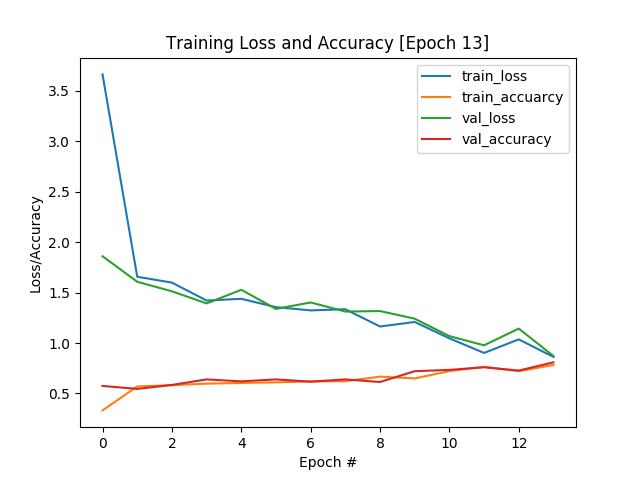 Training Loss and Accuracy [Epoch 13]
train_loss
train_accuarcy
val_loss
val_accuracy
3.5
3.0
2.5
2.0
1.5
1.0
0.5
Loss/Accuracy
0 2 4 6 8 10 12
Epoch #